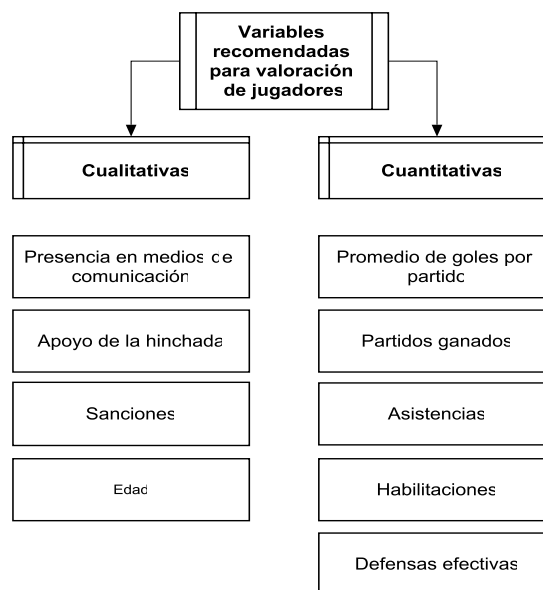 Variables
recomendadas
para valoración
de jugadores
Cualitativas
Presencia en medios de
comunicación
Apoyo de la hinchada
Sanciones
Edad
Cuantitativas
Promedio de goles por
partido
Partidos ganados
Asistencias
Habilitaciones
Defensas efectivas